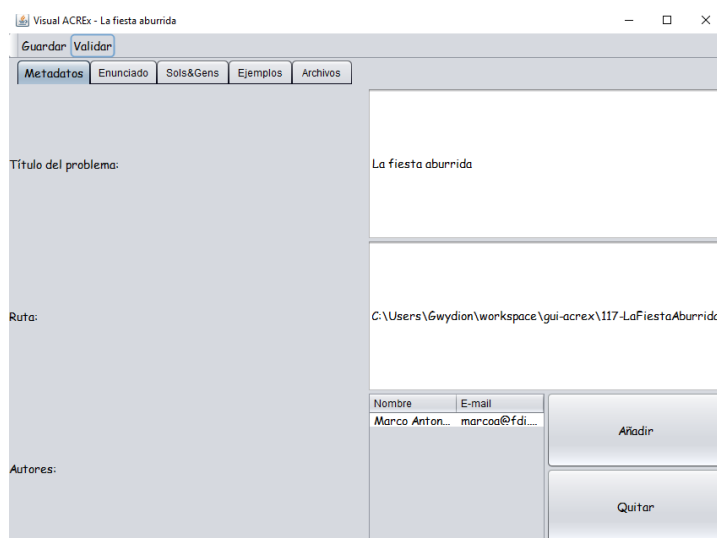 Visual ACREx - La fiesta aburrida
Guardar Validar
Metadatos Enunciado Sols&Gens Ejemplos Archivos
Título del problema: La fiesta aburrida
Ruta: C:\Users\Gwydion\workspace\gui-acrex\117-LaFiestaAburrida
Nombre E-mail
Marco Anton... marcoa@fdi....
Añadir
Autores:
Quitar